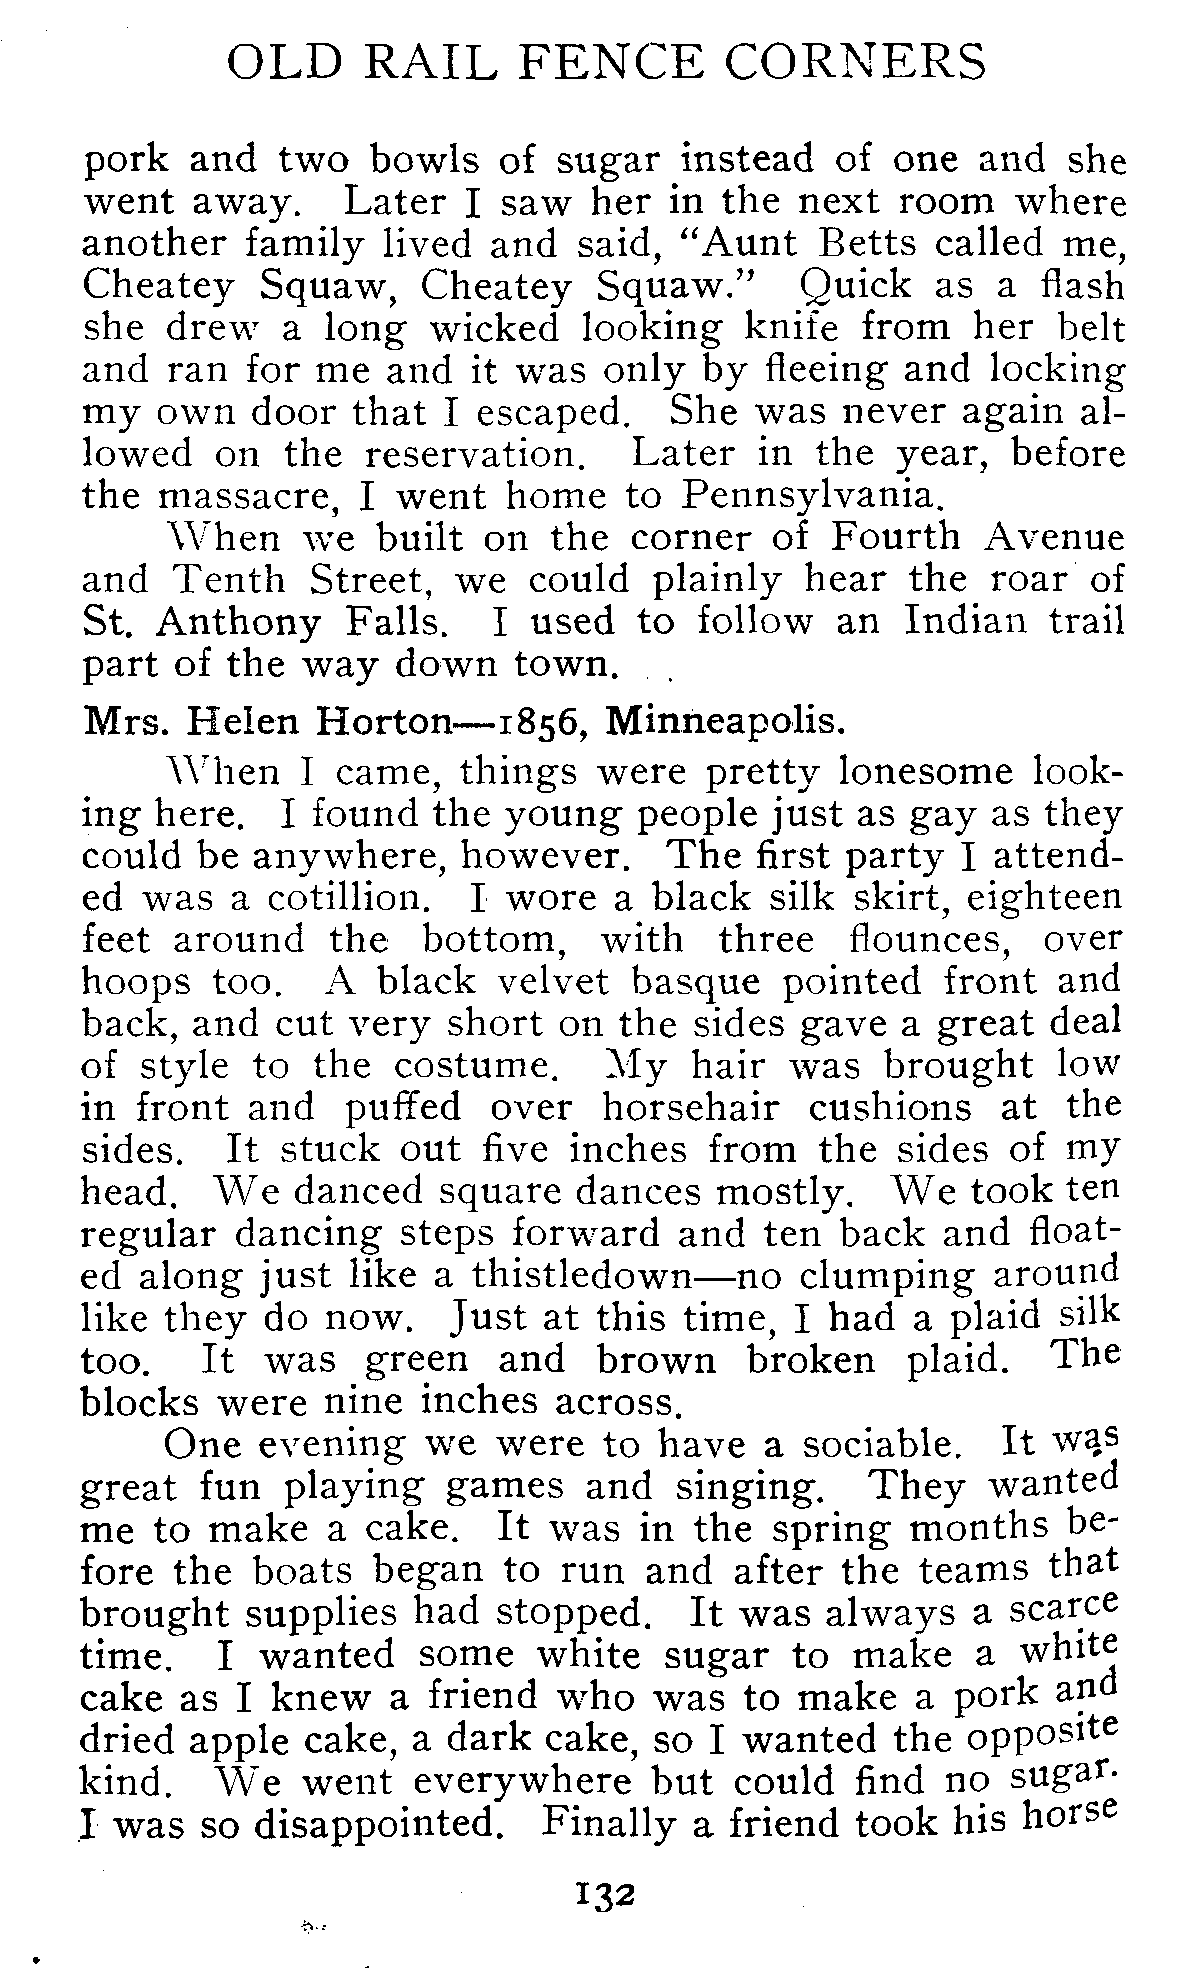 OLD RAIL FENCE CORNERS
pork and two bowls of sugar instead of one and she
went away. Later I saw her in the next room where
another family lived and said, “Aunt Betts called me,
Cheatey Squaw, Cheatey Squaw.” Quick as a flash
she drew a long wicked looking knife from her belt
and ran for me and it was only by fleeing and locking
my own door that I escaped. She was never again al-
lowed on the reservation. Later in the year, before
the massacre, I went home to Pennsylvania.
When we built on the corner of Fourth Avenue
and Tenth Street, we could plainly hear the roar of
St. Anthony Falls. I used to follow an Indian trail
part of the way down town.
Mrs. Helen Horton—1856, Minneapolis.
When I came, things were pretty lonesome look-
ing here. I found the young people just as gay as they
could be anywhere, however. The first party I attend-
ed was a cotillion. I wore a black silk skirt, eighteen
feet around the bottom, with three flounces, over
hoops too. A black velvet basque pointed front and
back, and cut very short on the sides gave a great deal
of style to the costume. My hair was brought low
in front and puffed over horsehair cushions at the
sides. It stuck out five inches from the sides of my
head. We danced square dances mostly. We took ten
regular dancing steps forward and ten back and float-
ed along just like a thistledown—no clumping around
like they do now. Just at this time, I had a plaid silk
too. It was green and brown broken plaid. The
blocks were nine inches across.
One evening we were to have a sociable. It was
great fun playing games and singing. They wanted
me to make a cake. It was in the spring months be-
fore the boats began to run and after the teams that
brought supplies had stopped. It was always a scarce
time. I wanted some white sugar to make a white
cake as I knew a friend who was to make a pork and
dried apple cake, a dark cake, so I wanted the opposite
kind. We went everywhere but could find no sugar.
I was so disappointed. Finally a friend took his horse
132